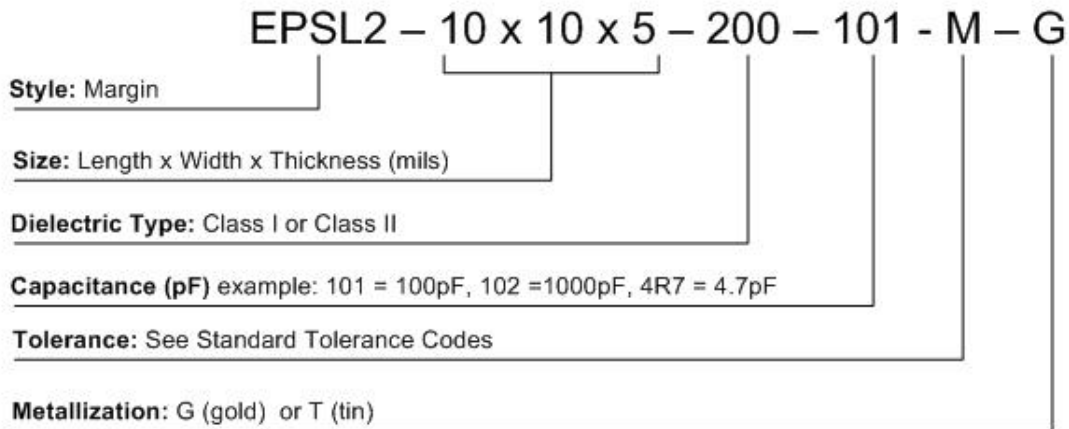 EPSL2 – 10 x 10 x 5 – 200 – 101 - M – G
Style: Margin
Size: Length x Width x Thickness (mils)
Dielectric Type: Class I or Class II
Capacitance (pF) example: 101 = 100pF, 102 =1000pF, 4R7 = 4.7pF
Tolerance: See Standard Tolerance Codes
Metallization: G (gold) or T (tin)